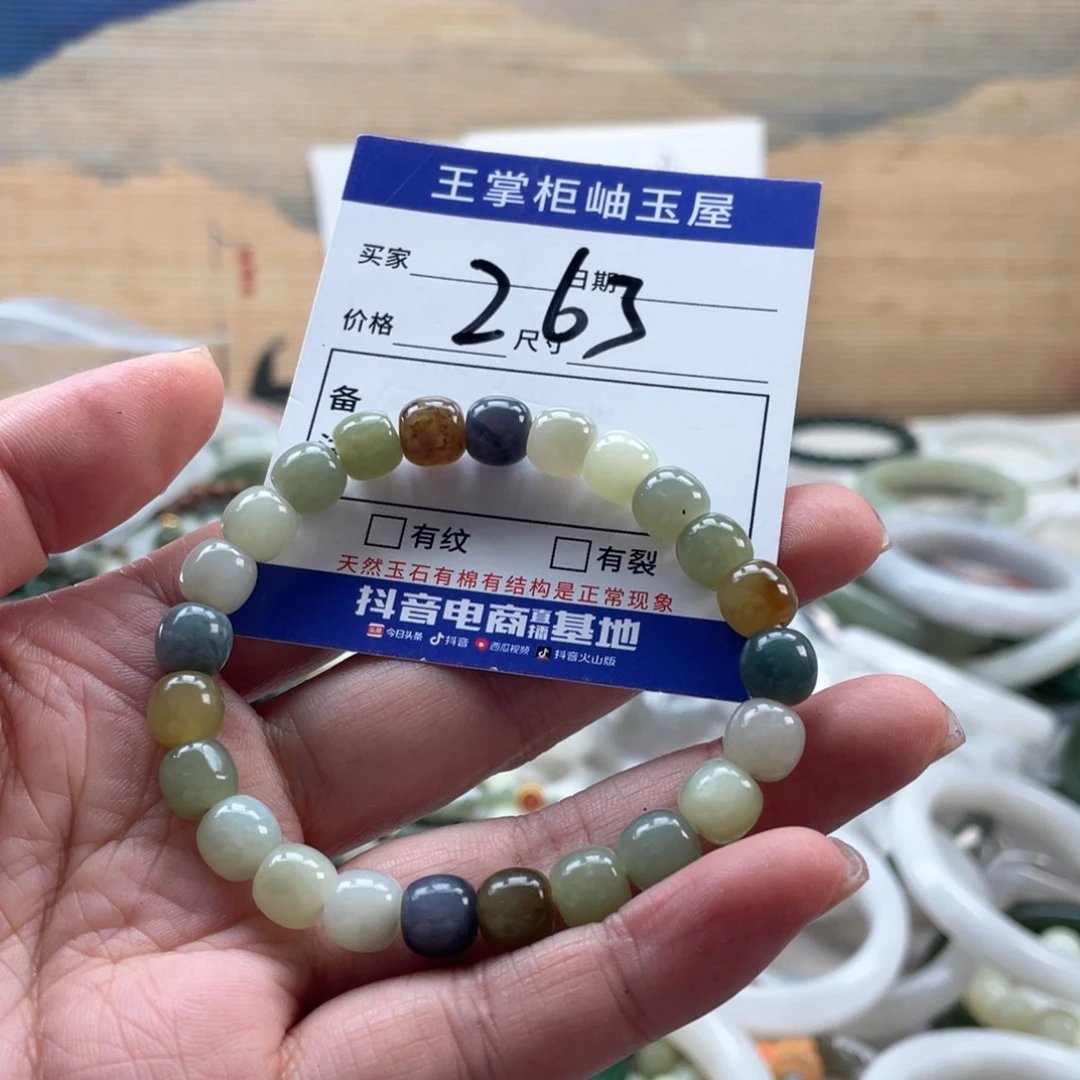 王掌柜岫玉屋
买家 日期
263
价格 尺寸
备
有纹 有裂
天然玉石有棉有结构是正常现象
抖音电商直播基地
今日头条 抖音 西瓜视频 抖音火山版